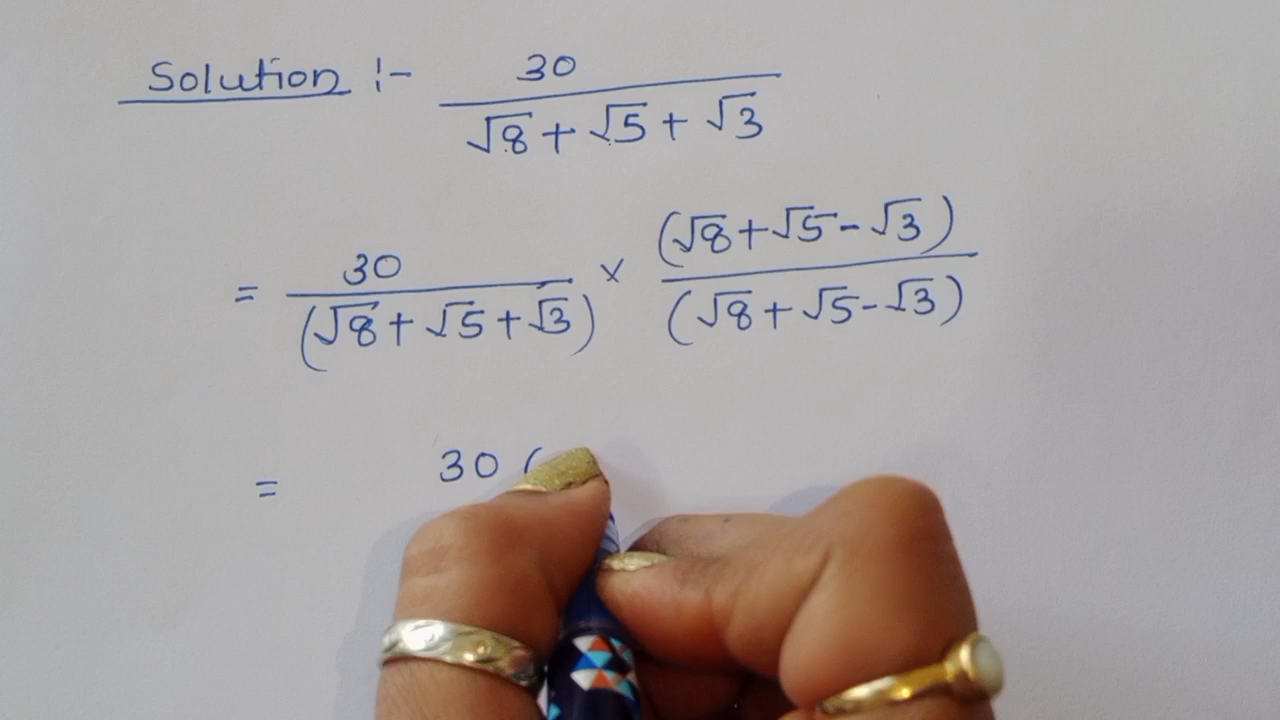 Solution :- 30 / √8 + √5 + √3
= 30 / (√8 + √5 + √3) × (√8 + √5 - √3) / (√8 + √5 - √3)
= 30 (